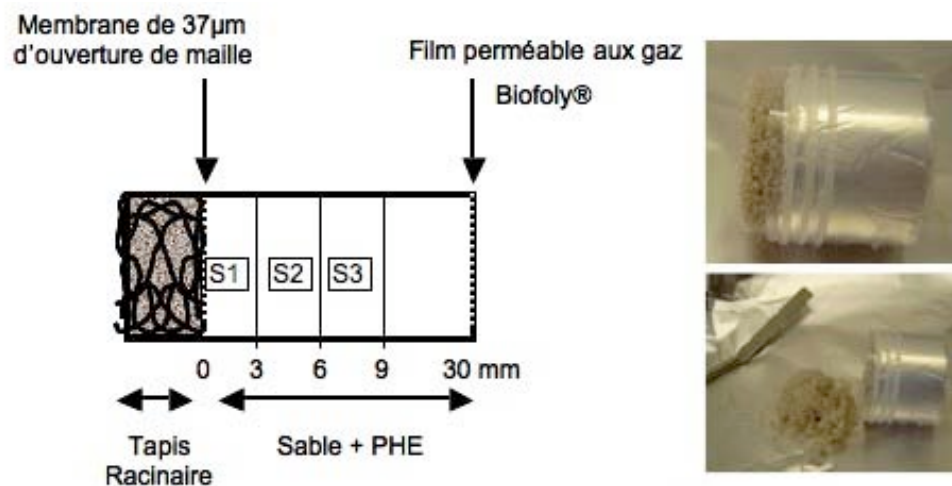 Membrane de 37µm
d'ouverture de maille
Film perméable aux gaz
Biofoly®
S1
S2
S3
0
3
6
9
30 mm
Tapis
Racinaire
Sable + PHE